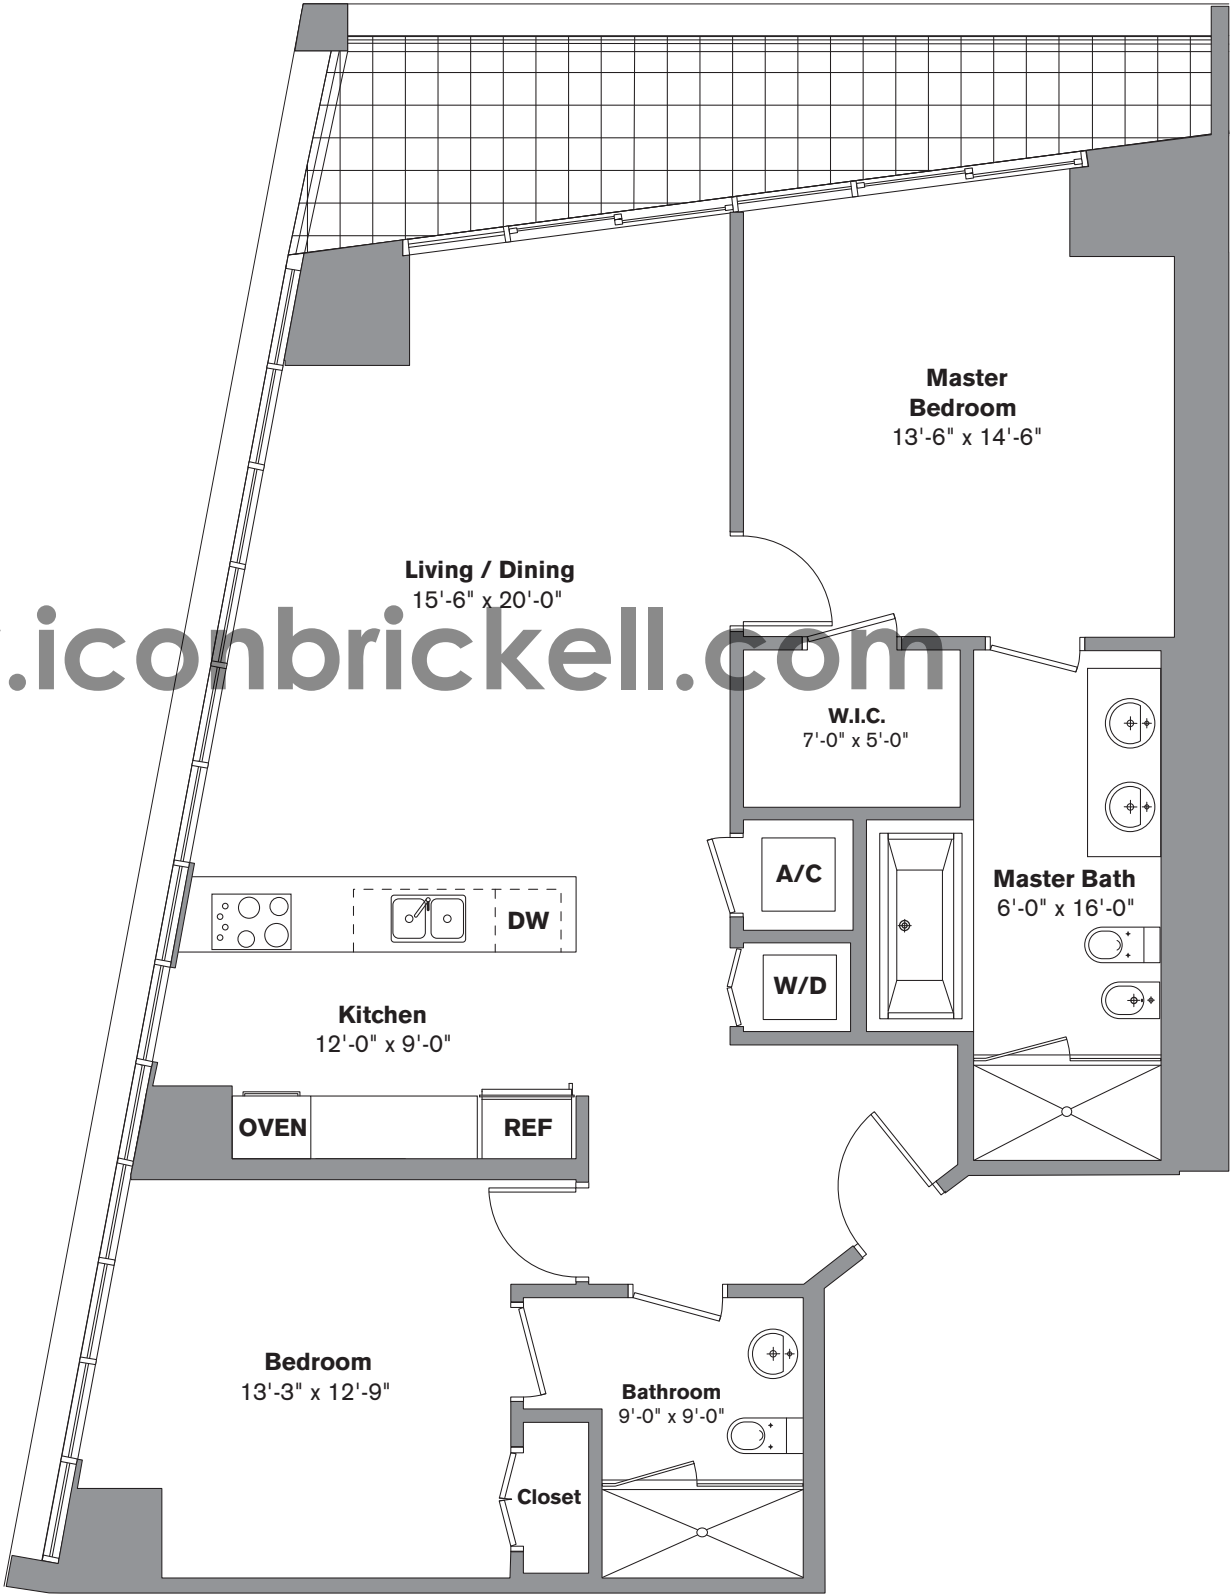 Master
Bedroom
13'-6" x 14'-6"
Living / Dining
15'-6" x 20'-0"
.iconbrickell.com
W.I.C.
7'-0" x 5'-0"
A/C
Master Bath
6'-0" x 16'-0"
DW
W/D
Kitchen
12'-0" x 9'-0"
OVEN
REF
Bedroom
13'-3" x 12'-9"
Bathroom
9'-0" x 9'-0"
Closet